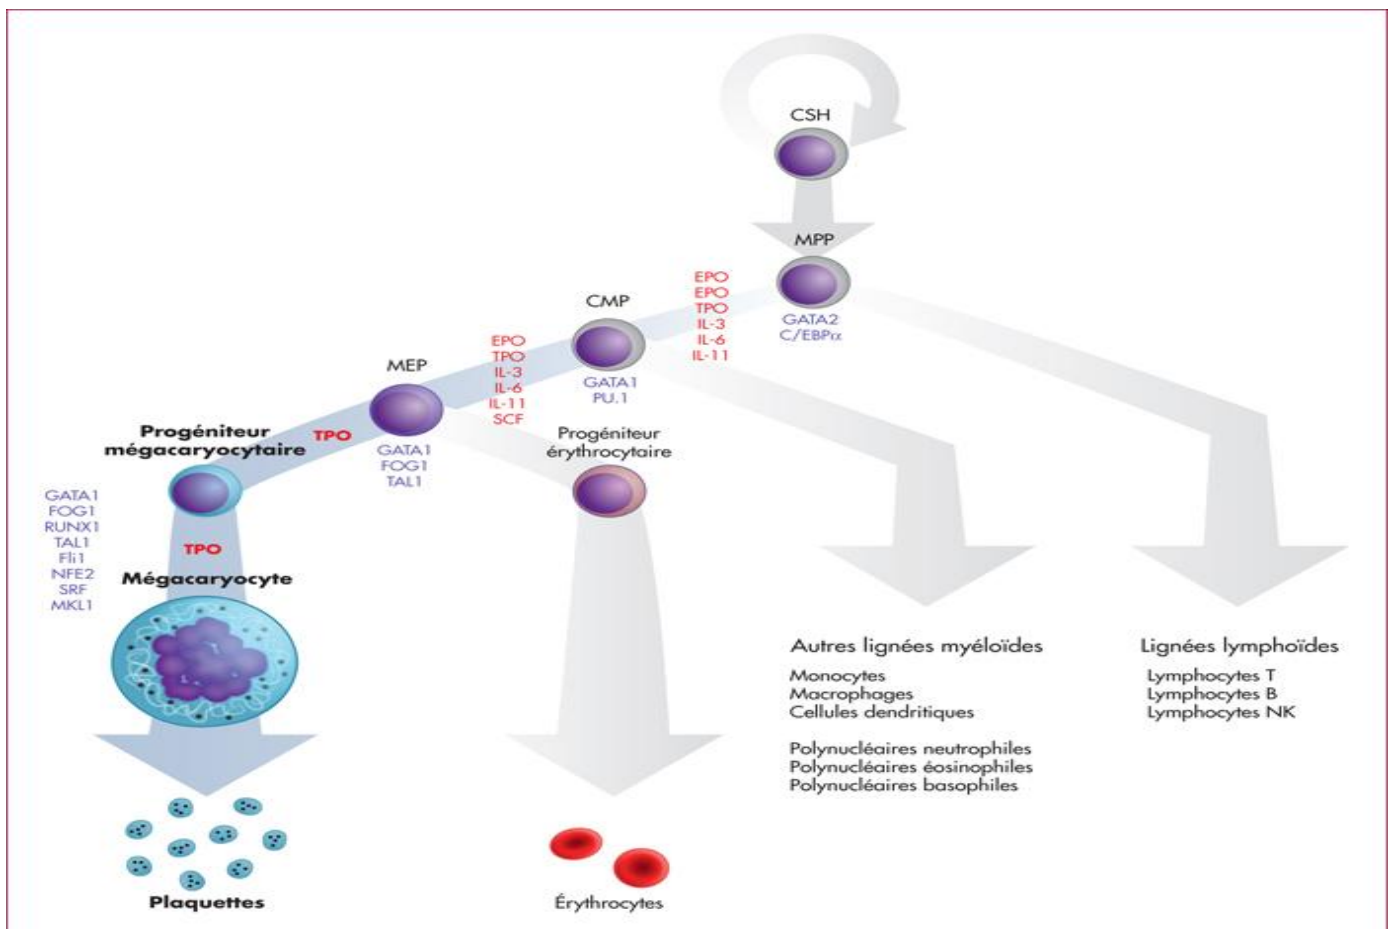 CSH
MPP
GATA2
C/EBPα
EPO
EPO
TPO
IL-3
IL-6
IL-11
CMP
GATA1
PU.1
EPO
TPO
IL-3
IL-6
IL-11
SCF
MEP
GATA1
FOG1
TAL1
TPO
Progéniteur
mégacaryocytaire
Progéniteur
érythrocytaire
GATA1
FOG1
RUNX1
TAL1
Fli1
NFE2
SRF
MKL1
TPO
Mégacaryocyte
Plaquettes
Érythrocytes
Autres lignées myéloïdes
Monocytes
Macrophages
Cellules dendritiques
Polynucléaires neutrophiles
Polynucléaires éosinophiles
Polynucléaires basophiles
Lignées lymphoïdes
Lymphocytes T
Lymphocytes B
Lymphocytes NK